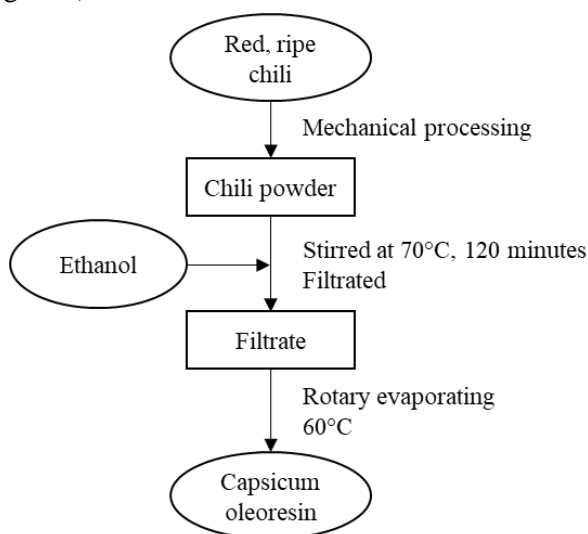 Red, ripe
chili
Mechanical processing
Chili powder
Ethanol
Stirred at 70°C, 120 minutes
Filtrated
Filtrate
Rotary evaporating
60°C
Capsicum
oleoresin